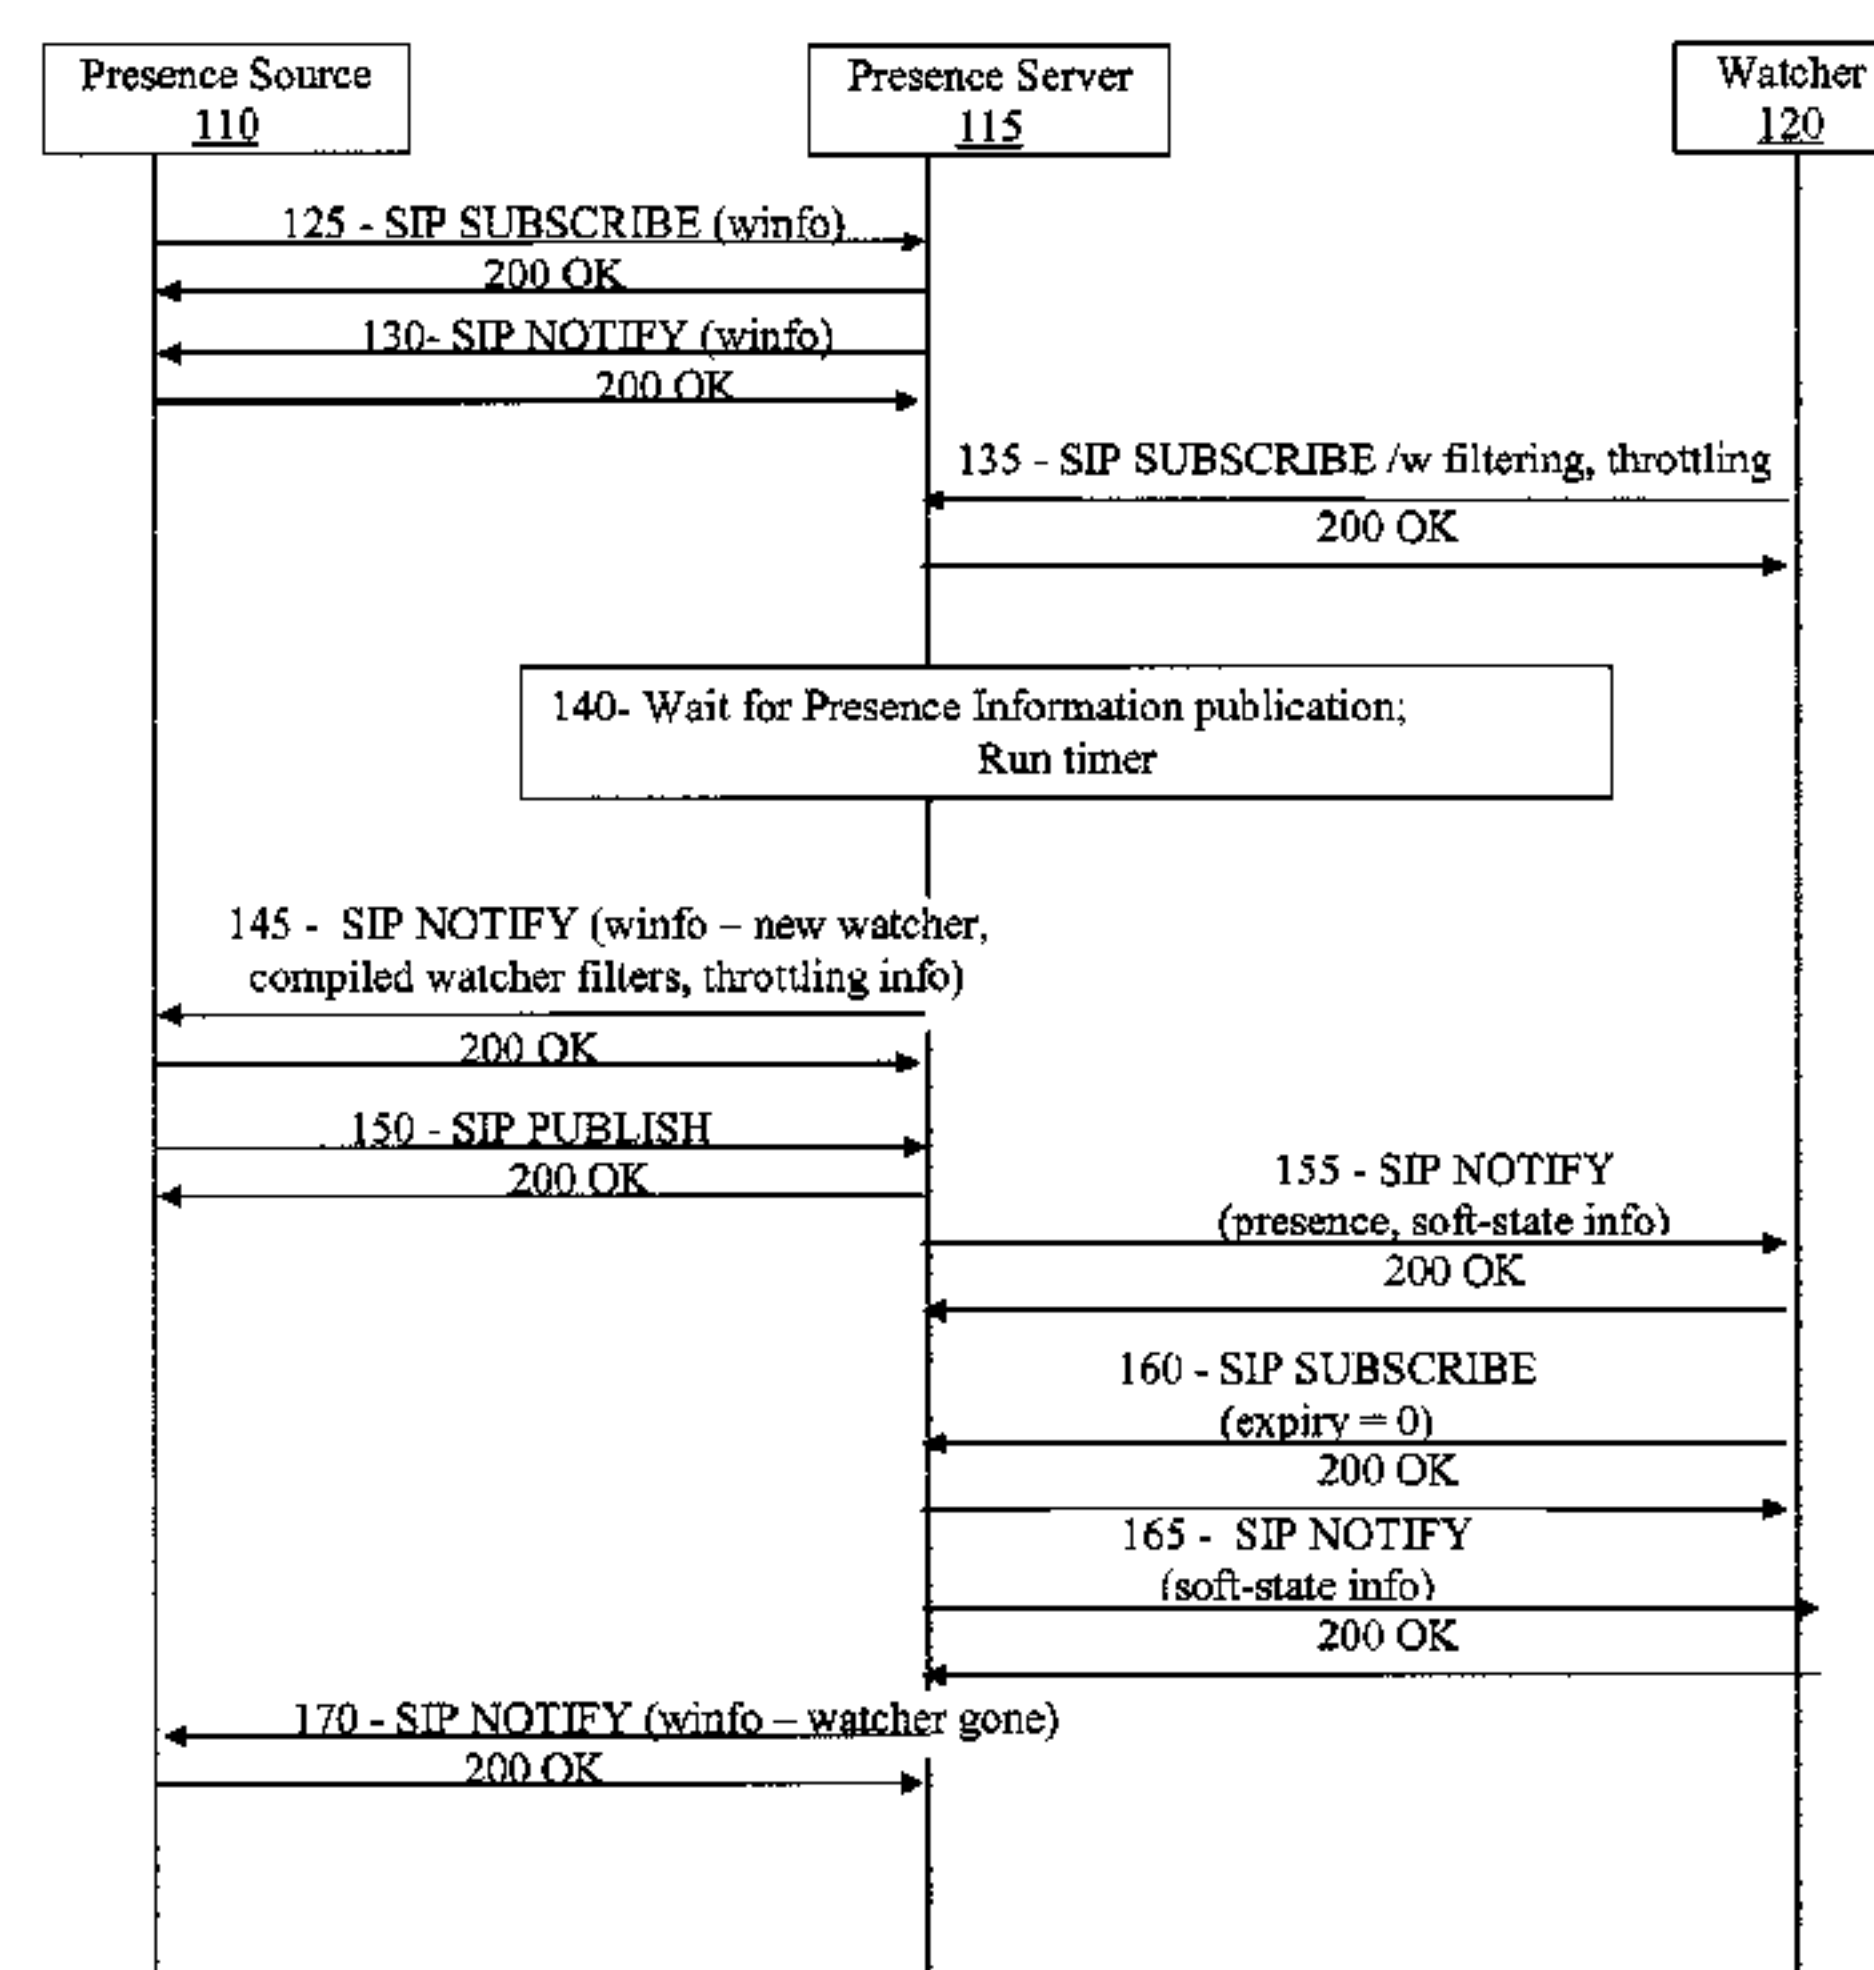 Presence Source
110
Presence Server
115
Watcher
120
125 - SIP SUBSCRIBE (winfo)
200 OK
130- SIP NOTIFY (winfo)
200 OK
135 - SIP SUBSCRIBE /w filtering, throttling
200 OK
140- Wait for Presence Information publication;
Run timer
145 - SIP NOTIFY (winfo – new watcher,
compiled watcher filters, throttling info)
200 OK
150 - SIP PUBLISH
200 OK
155 - SIP NOTIFY
(presence, soft-state info)
200 OK
160 - SIP SUBSCRIBE
(expiry = 0)
200 OK
165 - SIP NOTIFY
(soft-state info)
200 OK
170 - SIP NOTIFY (winfo – watcher gone)
200 OK